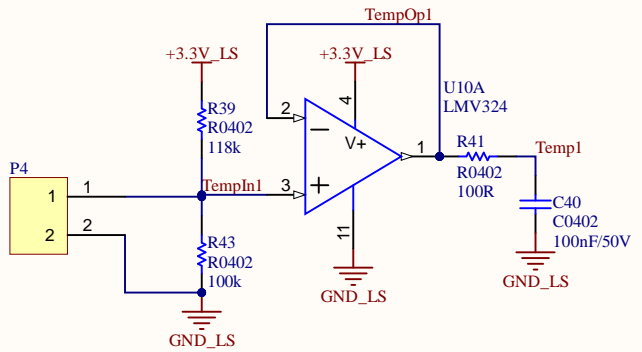 TempOp1
+3.3V_LS
+3.3V_LS
U10A
LMV324
R39
R0402
118k
4
2
V+
1
R41
R0402
100R
Temp1
P4
1
1
TempIn1
3
2
2
R43
R0402
100k
11
C40
C0402
100nF/50V
GND_LS
GND_LS
GND_LS